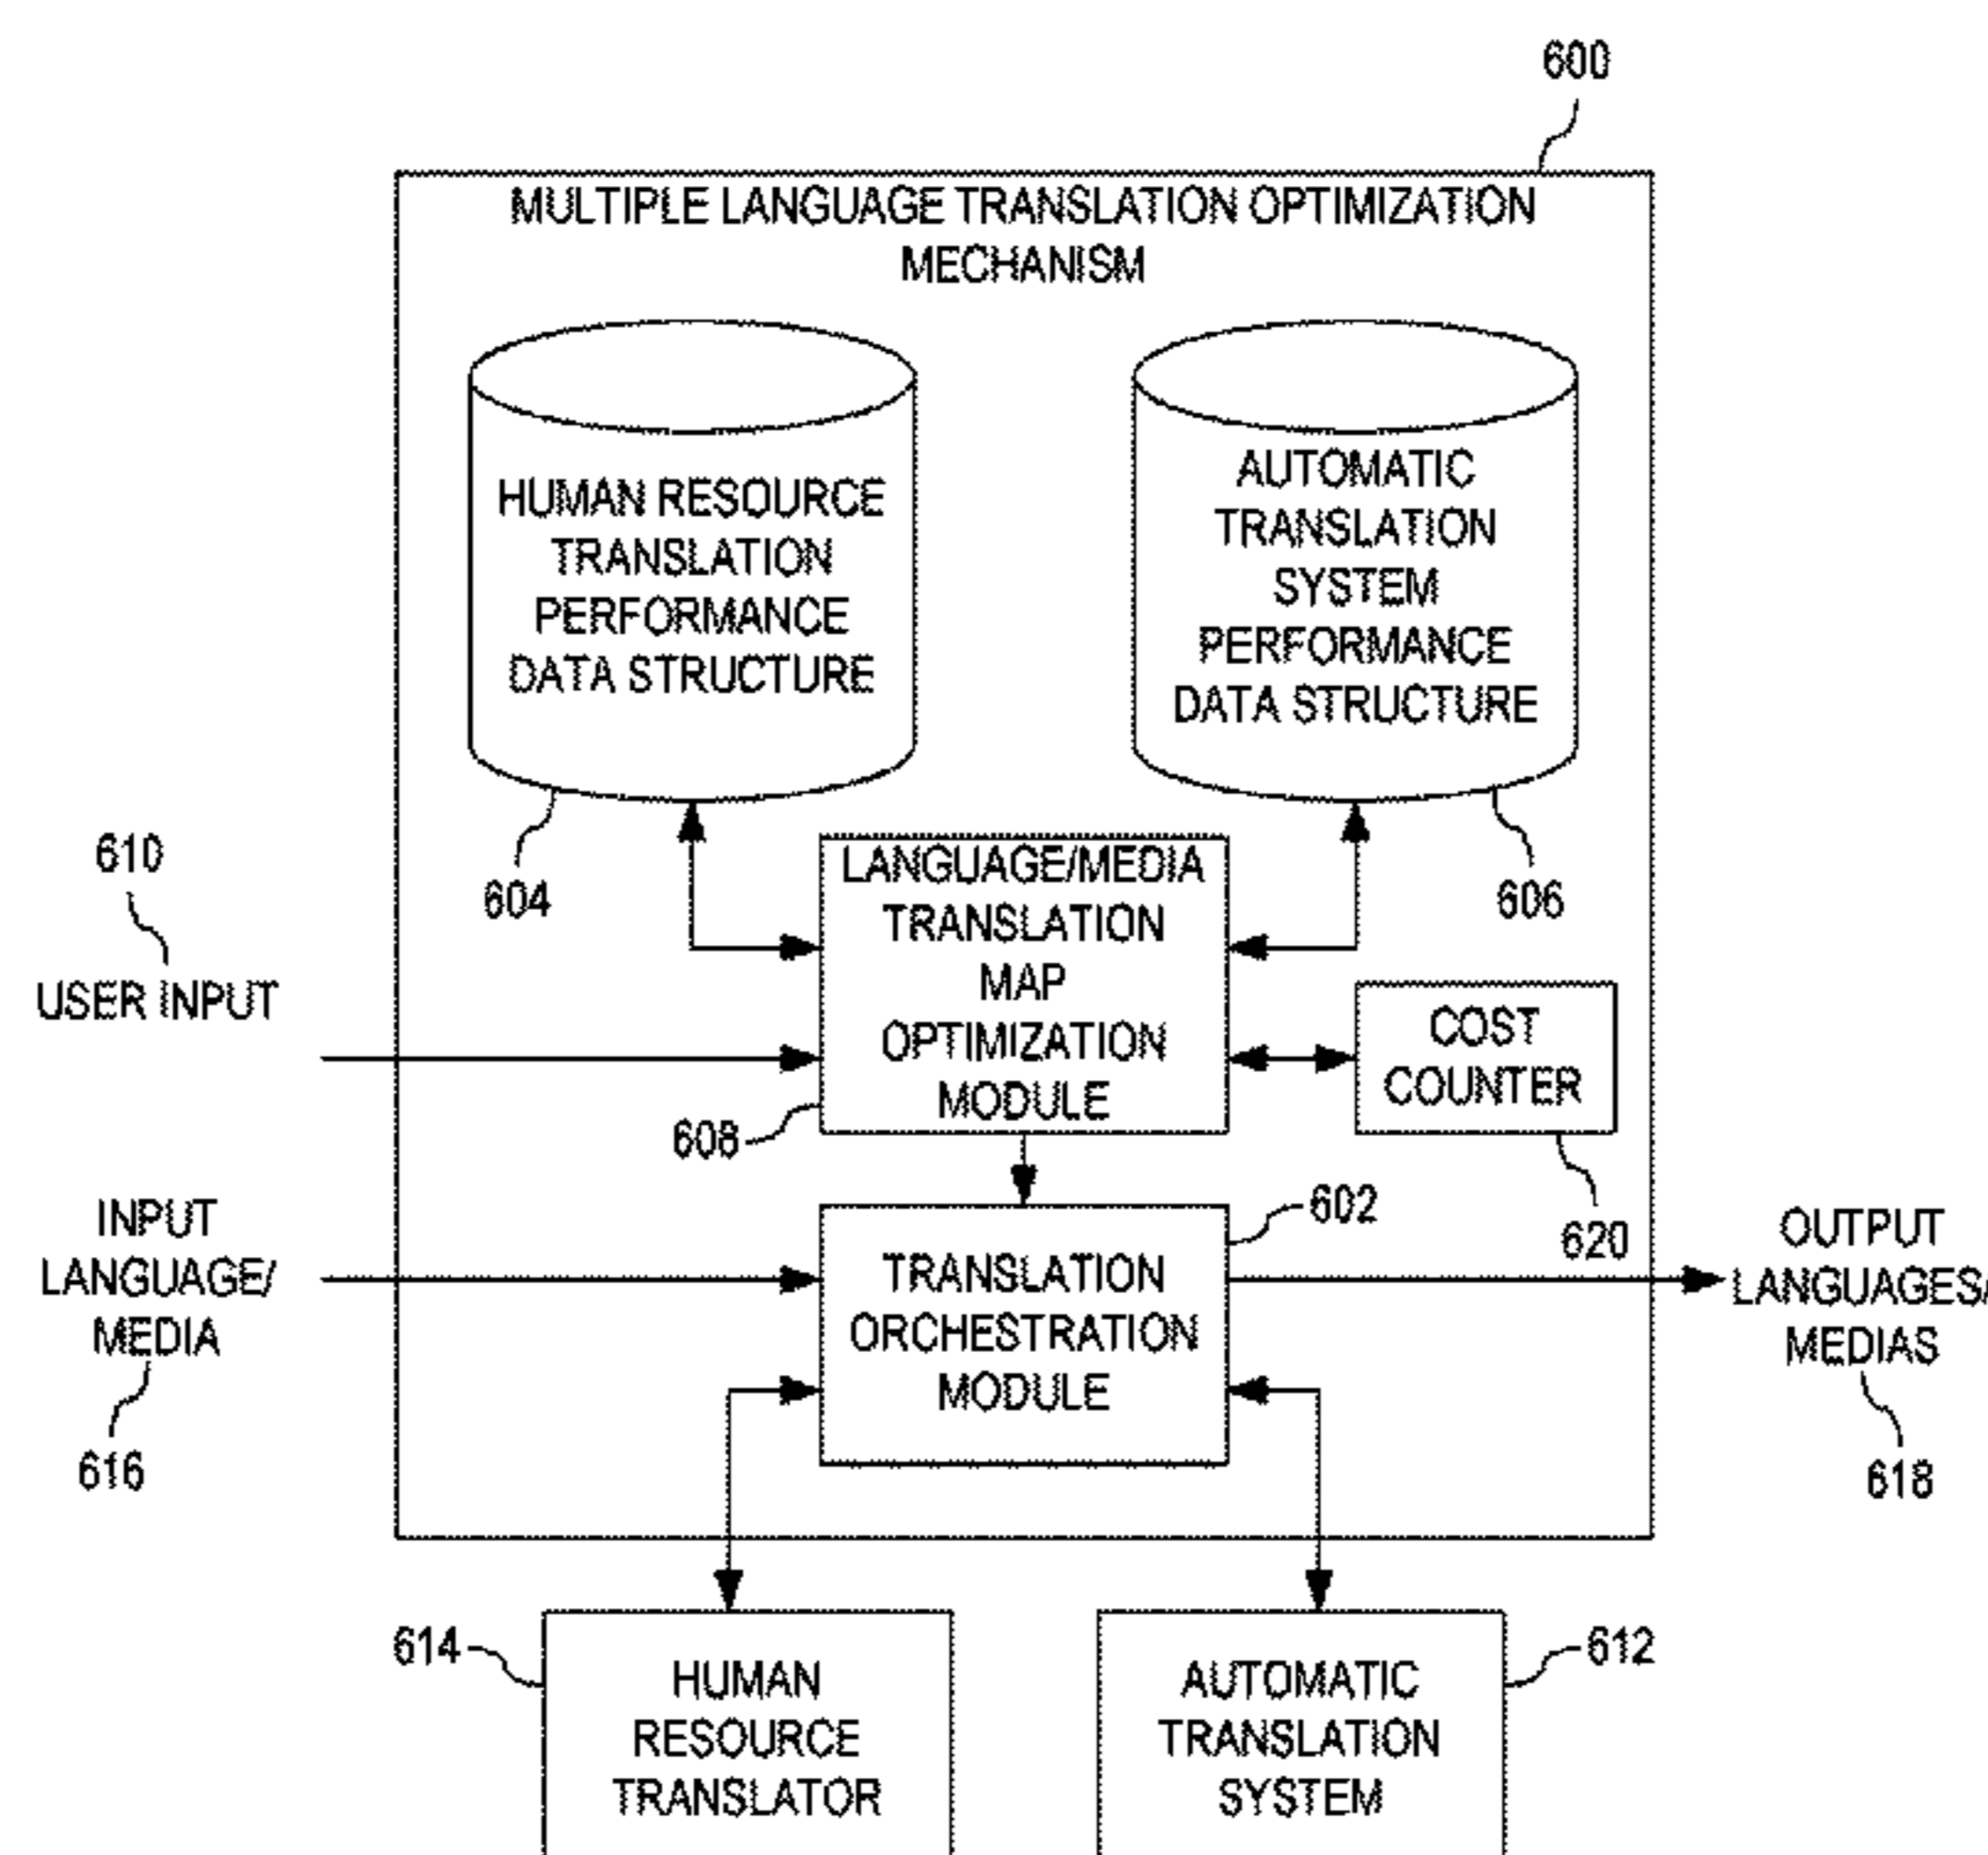 600
MULTIPLE LANGUAGE TRANSLATION OPTIMIZATION
MECHANISM
HUMAN RESOURCE
TRANSLATION
PERFORMANCE
DATA STRUCTURE
AUTOMATIC
TRANSLATION
SYSTEM
PERFORMANCE
DATA STRUCTURE
604
606
610
USER INPUT
LANGUAGE/MEDIA
TRANSLATION
MAP
OPTIMIZATION
MODULE
608
COST
COUNTER
620
INPUT
LANGUAGE/
MEDIA
616
602
TRANSLATION
ORCHESTRATION
MODULE
OUTPUT
LANGUAGES/
MEDIAS
618
614
HUMAN
RESOURCE
TRANSLATOR
AUTOMATIC
TRANSLATION
SYSTEM
612